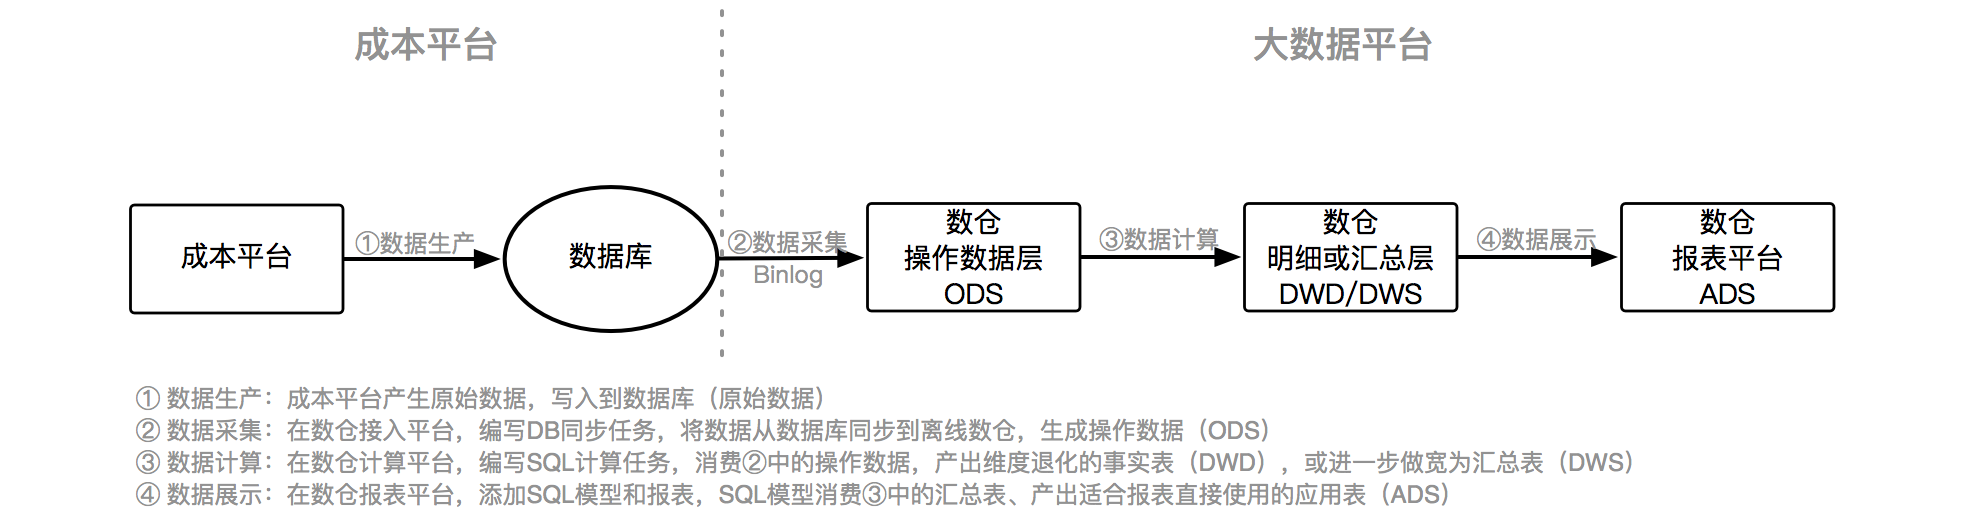 成本平台
大数据平台
成本平台
①数据生产
数据库
②数据采集
Binlog
数仓
操作数据层
ODS
③数据计算
数仓
明细或汇总层
DWD/DWS
④数据展示
数仓
报表平台
ADS
① 数据生产：成本平台产生原始数据，写入到数据库（原始数据）
② 数据采集：在数仓接入平台，编写DB同步任务，将数据从数据库同步到离线数仓，生成操作数据（ODS）
③ 数据计算：在数仓计算平台，编写SQL计算任务，消费②中的操作数据，产出维度退化的事实表（DWD），或进一步做宽为汇总表（DWS）
④ 数据展示：在数仓报表平台，添加SQL模型和报表，SQL模型消费③中的汇总表、产出适合报表直接使用的应用表（ADS）